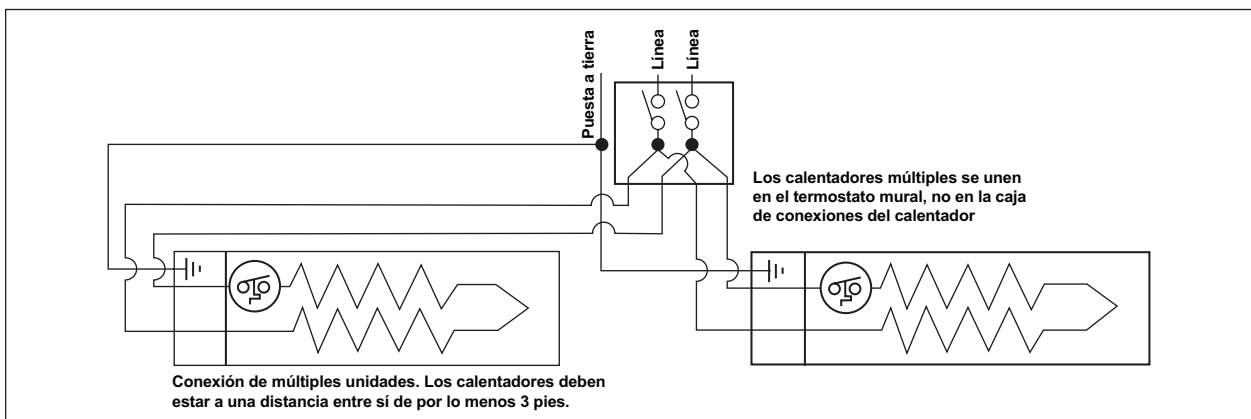 Puesta a tierra
Línea
Línea
Los calentadores múltiples se unen
en el termostato mural, no en la caja
de conexiones del calentador
Conexión de múltiples unidades. Los calentadores deben
estar a una distancia entre sí de por lo menos 3 pies.